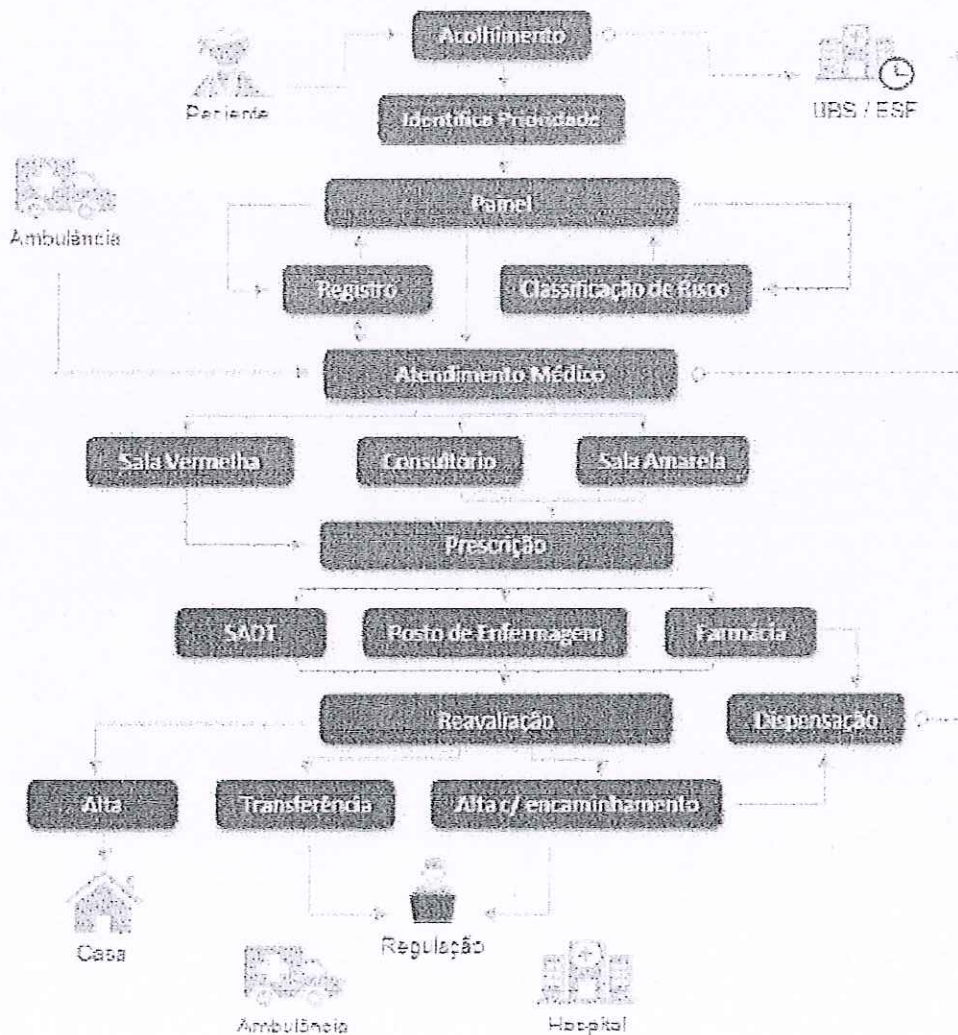 Acolhimento
Paciente
UBS / ESF
Identifica Prioridade
Painel
Ambulância
Registro
Classificação de Risco
Atendimento Médico
Sala Vermelha
Consultório
Sala Amarela
Prescrição
SADT
Posto de Enfermagem
Farmácia
Reavaliação
Dispensação
Alta
Transferência
Alta c/ encaminhamento
Casa
Regulação
Ambulância
Hospital